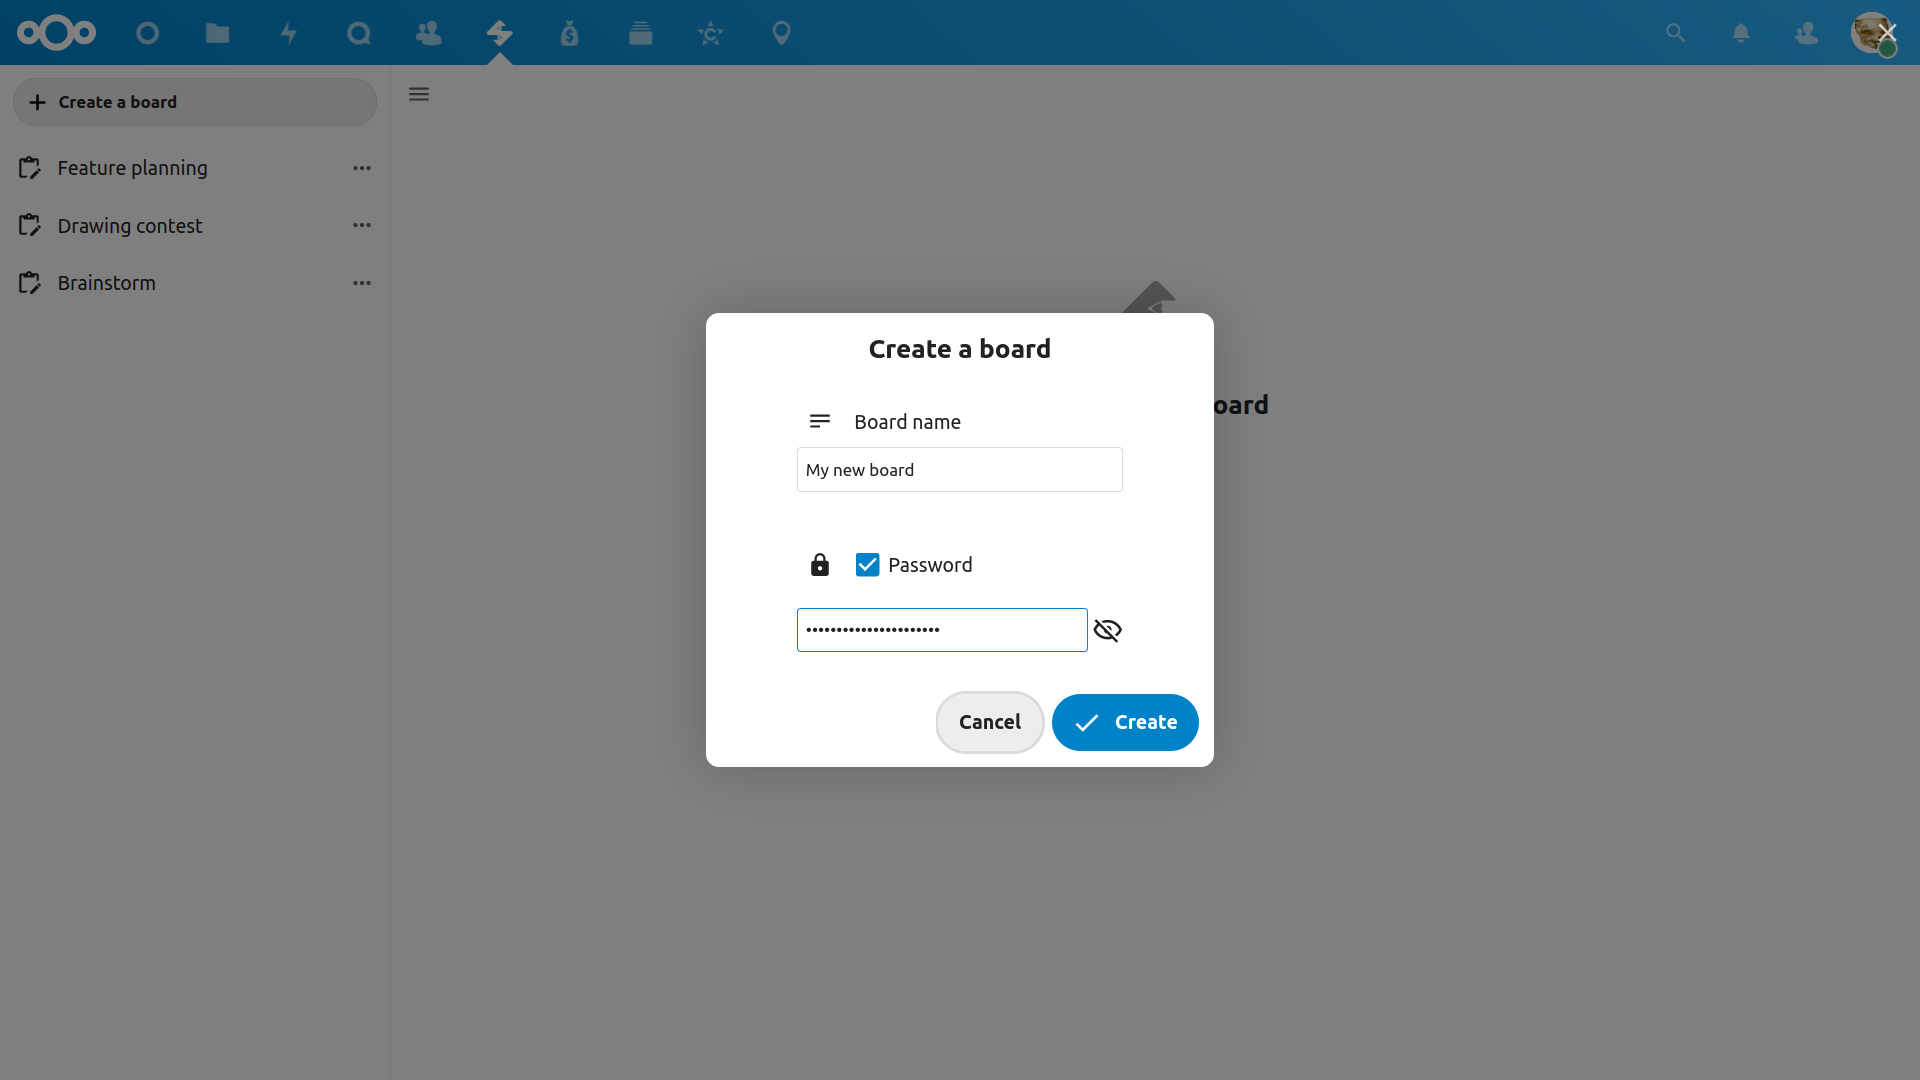 Create a board
Feature planning
Drawing contest
Brainstorm
oard
Create a board
Board name
My new board
Password
••••••••••••••••••••••
Cancel
Create